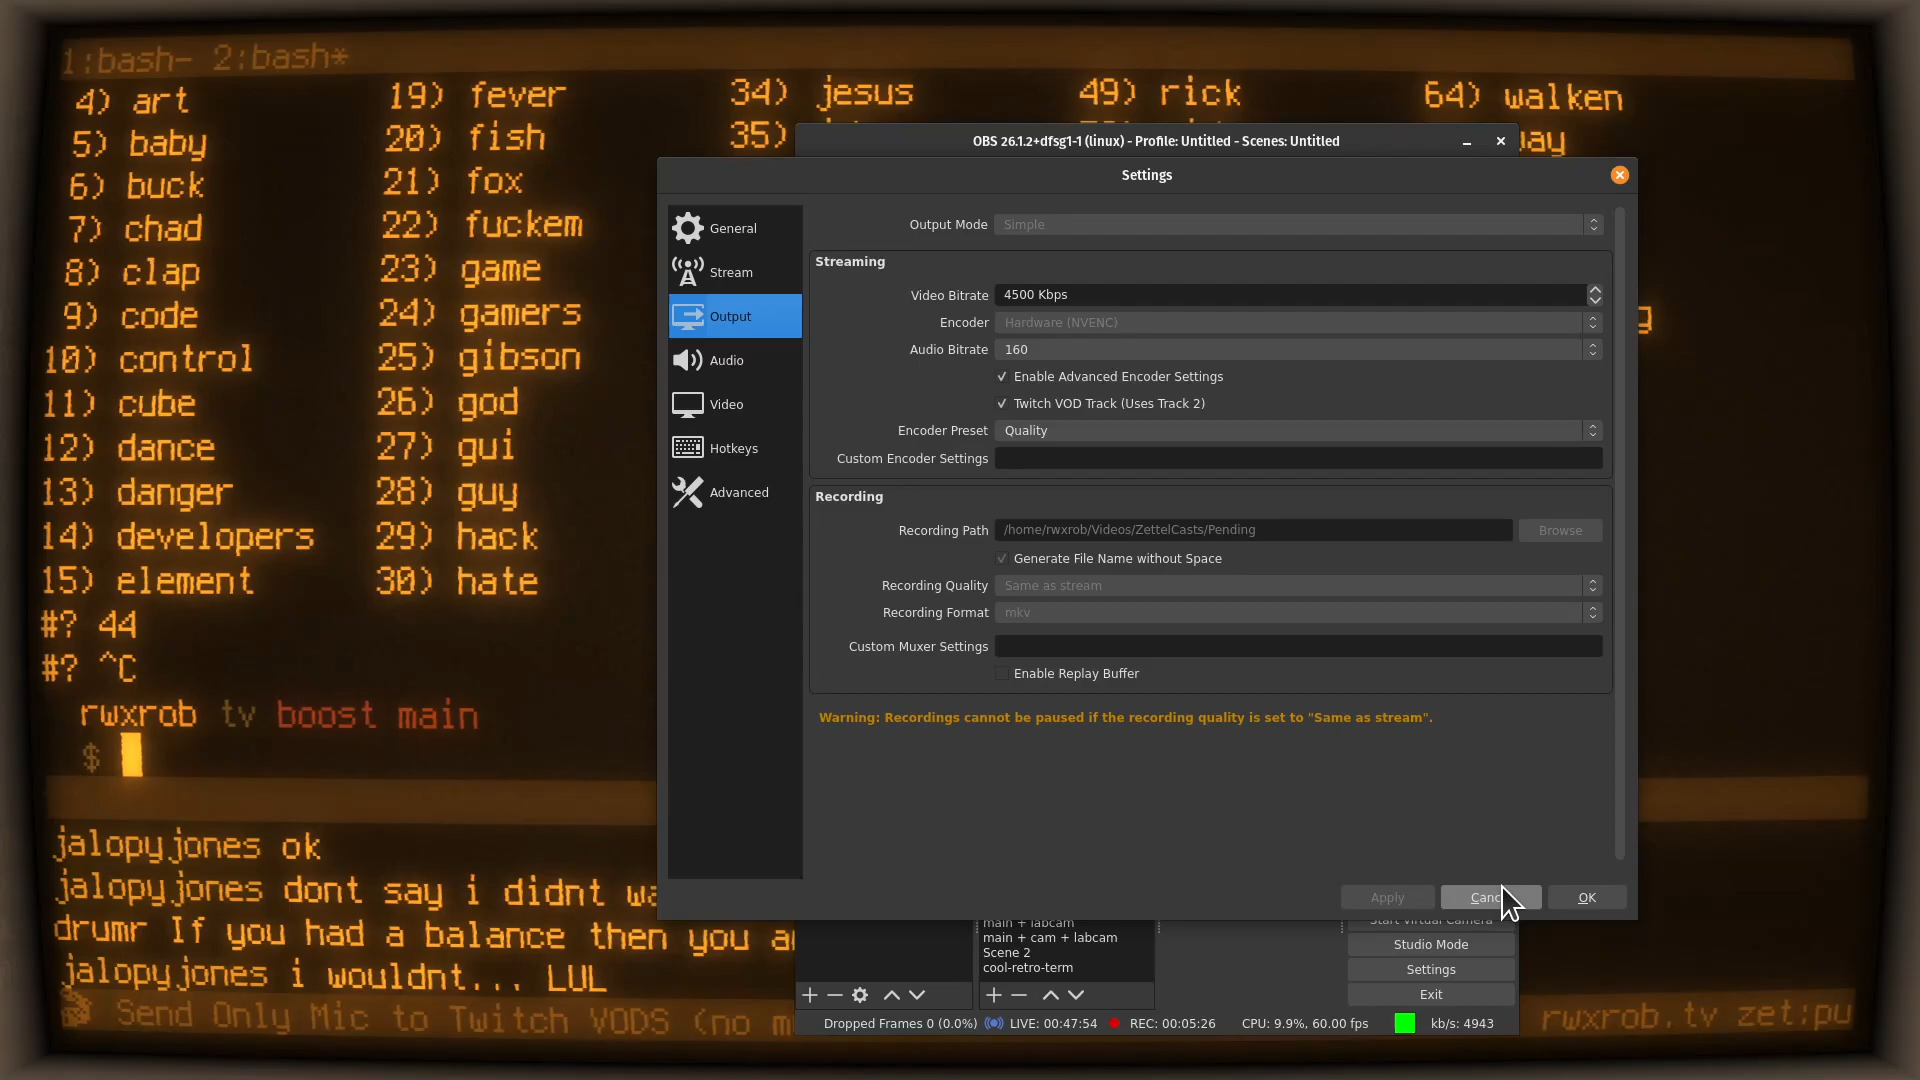 1:bash- 2:bash*
4) art 19) fever 34) jesus 49) rick 64) walken
5) baby 20) fish 35)
6) buck 21) fox
7) chad 22) fuckem
8) clap 23) game
9) code 24) gamers
10) control 25) gibson
11) cube 26) god
12) dance 27) gui
13) danger 28) guy
14) developers 29) hack
15) element 30) hate
#? 44
#? ^C
rwxrob tv boost main
$
jalopyjones ok
jalopyjones dont say i didnt
drumr If you had a balance then you
jalopyjones i wouldnt... LUL
Send Only Mic to Twitch VODS (no
rwxrob.tv zet:pu
OBS 26.1.2+dfsg1-1 (linux) - Profile: Untitled - Scenes: Untitled
Settings
General
Stream
Output
Audio
Video
Hotkeys
Advanced
Output Mode Simple
Streaming
Video Bitrate 4500 Kbps
Encoder Hardware (NVENC)
Audio Bitrate 160
Enable Advanced Encoder Settings
Twitch VOD Track (Uses Track 2)
Encoder Preset Quality
Custom Encoder Settings
Recording
Recording Path /home/rwxrob/Videos/ZettelCasts/Pending Browse
Generate File Name without Space
Recording Quality Same as stream
Recording Format mkv
Custom Muxer Settings
Enable Replay Buffer
Warning: Recordings cannot be paused if the recording quality is set to "Same as stream".
Apply OK
main + labcam
main + cam + labcam
Scene 2
cool-retro-term
Start Virtual Camera
Studio Mode
Settings
Exit
Dropped Frames 0 (0.0%) LIVE: 00:47:54 REC: 00:05:26 CPU: 9.9%, 60.00 fps kb/s: 4943